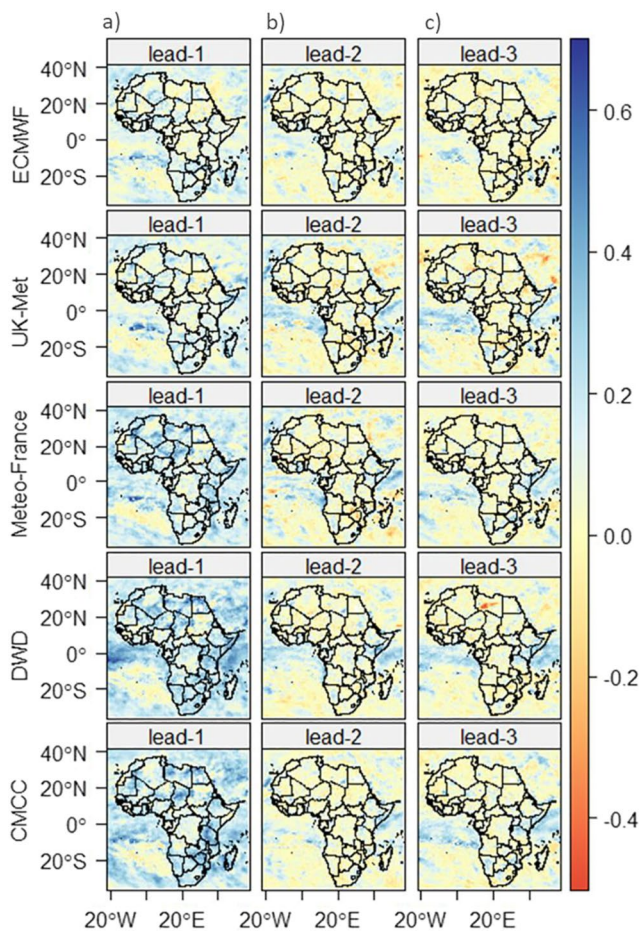 a) b) c)
lead-1 lead-2 lead-3
40°N
20°N
0°
20°S
ECMWF
0.6
lead-1 lead-2 lead-3
40°N
20°N
0°
20°S
UK-Met
0.4
lead-1 lead-2 lead-3
40°N
20°N
0°
20°S
Meteo-France
0.2
0.0
lead-1 lead-2 lead-3
40°N
20°N
0°
20°S
DWD
-0.2
lead-1 lead-2 lead-3
40°N
20°N
0°
20°S
CMCC
-0.4
20°W 20°E 20°W 20°E 20°W 20°E